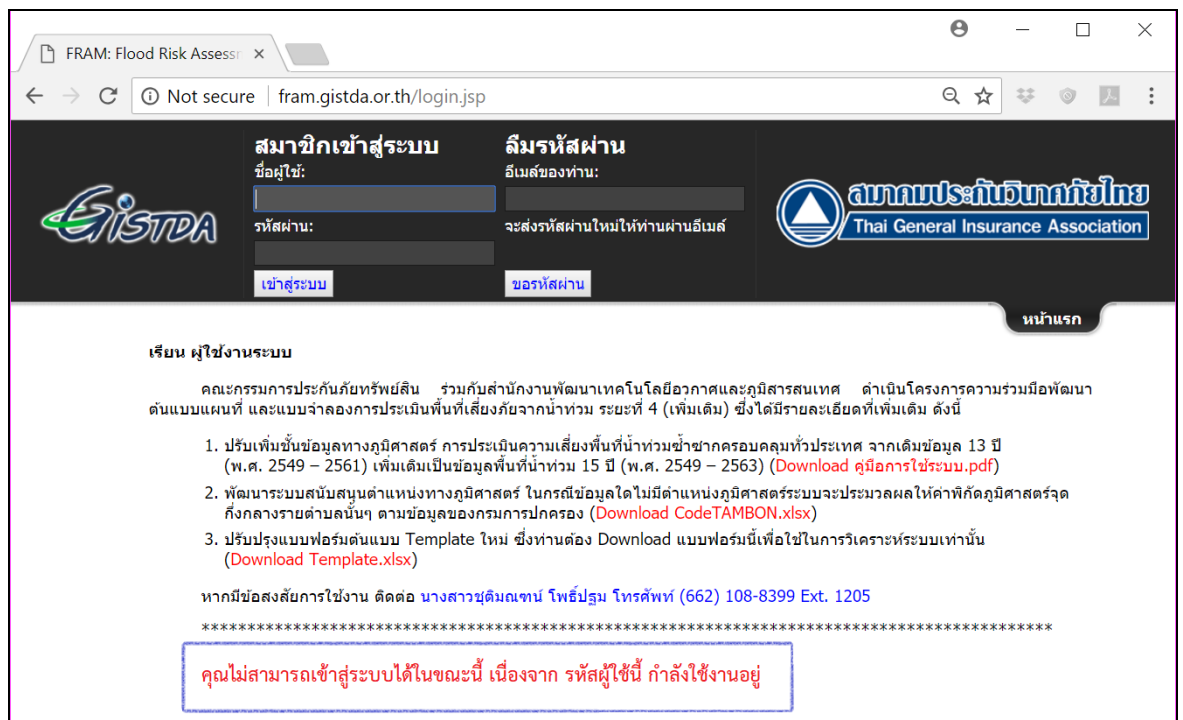 FRAM: Flood Risk Assessr
Not secure fram.gistda.or.th/login.jsp
GISTDA
สมาชิกเข้าสู่ระบบ
ชื่อผู้ใช้:
รหัสผ่าน:
เข้าสู่ระบบ
ลืมรหัสผ่าน
อีเมล์ของท่าน:
จะส่งรหัสผ่านใหม่ให้ท่านผ่านอีเมล์
ขอรหัสผ่าน
สมาคมประกันวินาศภัยไทย
Thai General Insurance Association
หน้าแรก
เรียน ผู้ใช้งานระบบ
คณะกรรมการประกันภัยทรัพย์สิน ร่วมกับสำนักงานพัฒนาเทคโนโลยีอวกาศและภูมิสารสนเทศ ดำเนินโครงการความร่วมมือพัฒนา
ต้นแบบแผนที่ และแบบจำลองการประเมินพื้นที่เสี่ยงภัยจากน้ำท่วม ระยะที่ 4 (เพิ่มเติม) ซึ่งได้มีรายละเอียดที่เพิ่มเติม ดังนี้
1. ปรับเพิ่มชั้นข้อมูลทางภูมิศาสตร์ การประเมินความเสี่ยงพื้นที่น้ำท่วมซ้ำซากครอบคลุมทั่วประเทศ จากเดิมข้อมูล 13 ปี
(พ.ศ. 2549 – 2561) เพิ่มเติมเป็นข้อมูลพื้นที่น้ำท่วม 15 ปี (พ.ศ. 2549 – 2563) (Download คู่มือการใช้ระบบ.pdf)
2. พัฒนาระบบสนับสนุนตำแหน่งทางภูมิศาสตร์ ในกรณีข้อมูลใดไม่มีตำแหน่งภูมิศาสตร์ระบบจะประมวลผลให้ค่าพิกัดภูมิศาสตร์จุด
กึ่งกลางรายตำบลนั้นๆ ตามข้อมูลของกรมการปกครอง (Download CodeTAMBON.xlsx)
3. ปรับปรุงแบบฟอร์มต้นแบบ Template ใหม่ ซึ่งท่านต้อง Download แบบฟอร์มนี้เพื่อใช้ในการวิเคราะห์ระบบเท่านั้น
(Download Template.xlsx)
หากมีข้อสงสัยการใช้งาน ติดต่อ นางสาวชุติมณฑน์ โพธิ์ปฐม โทรศัพท์ (662) 108-8399 Ext. 1205
**********************************************************************************************
คุณไม่สามารถเข้าสู่ระบบได้ในขณะนี้ เนื่องจาก รหัสผู้ใช้นี้ กำลังใช้งานอยู่